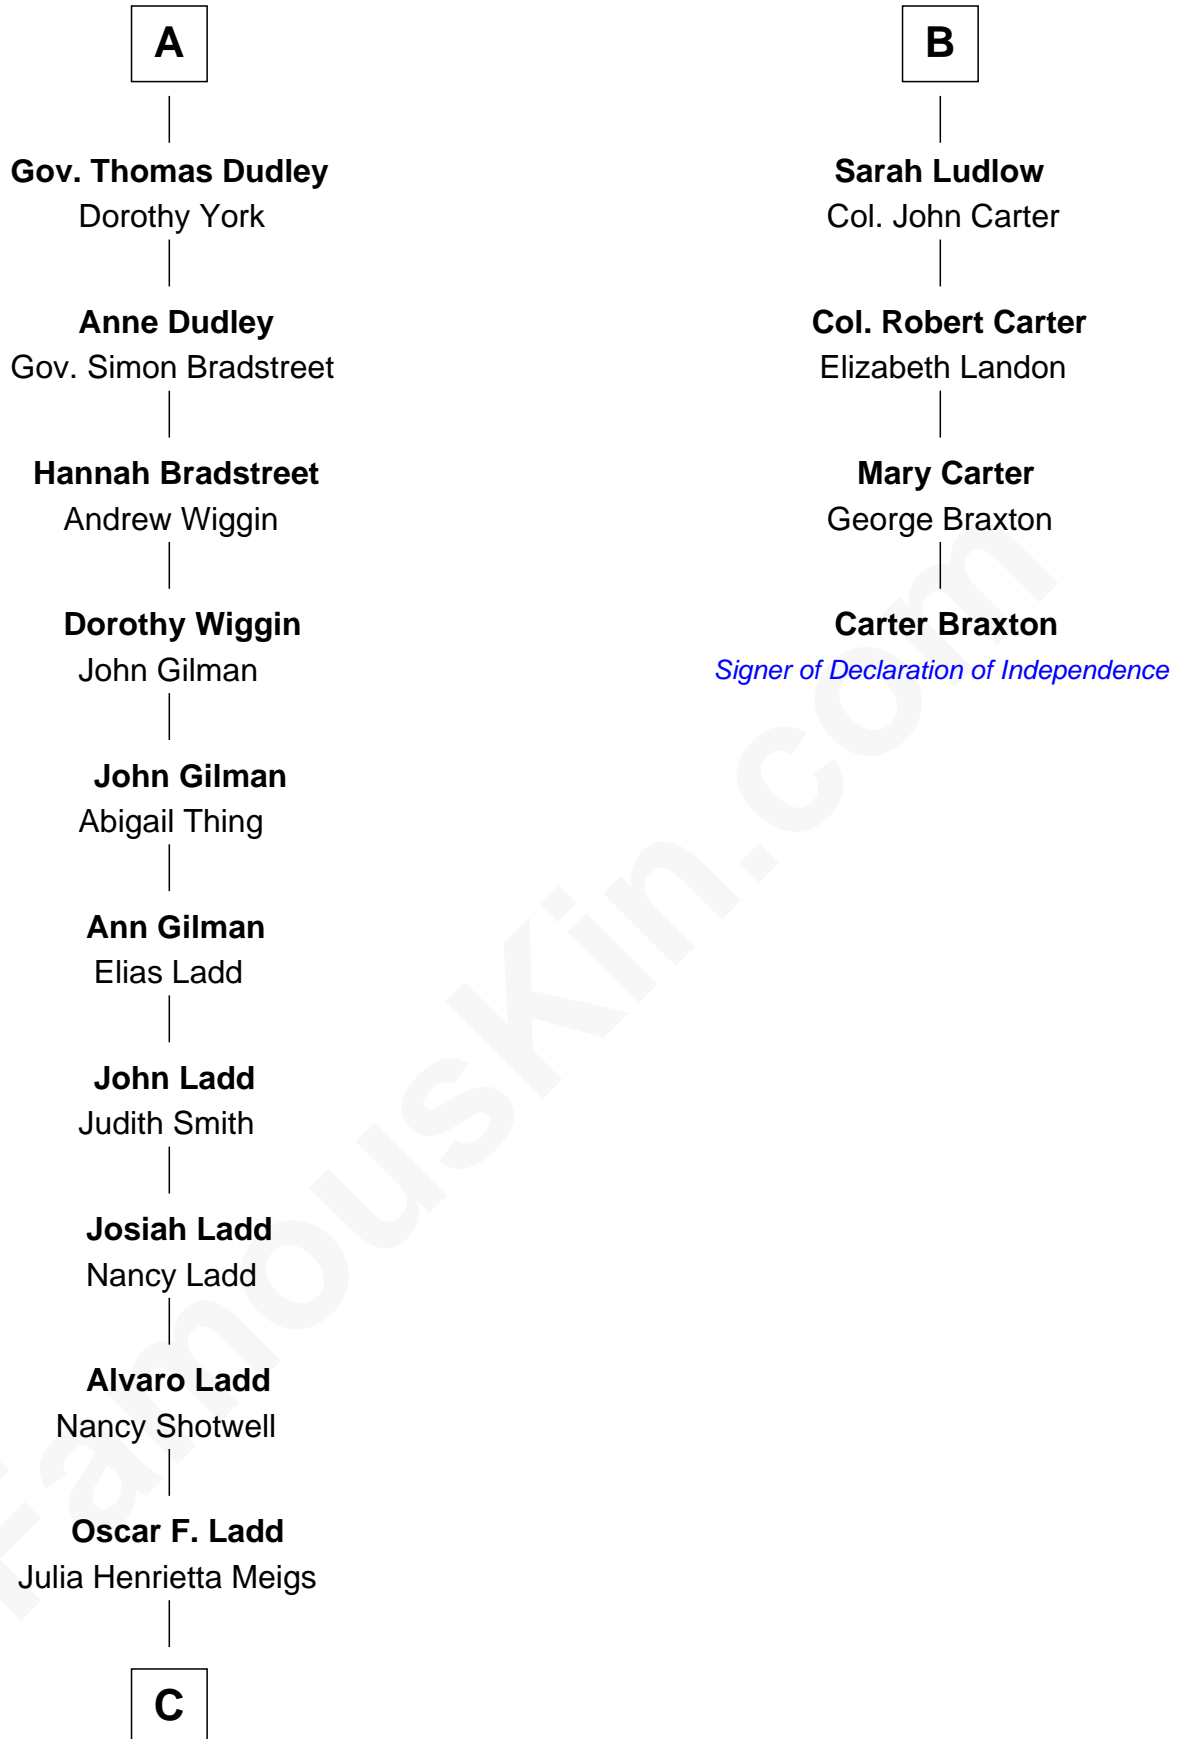 A
Gov. Thomas Dudley
Dorothy York
Anne Dudley
Gov. Simon Bradstreet
Hannah Bradstreet
Andrew Wiggin
Dorothy Wiggin
John Gilman
John Gilman
Abigail Thing
Ann Gilman
Elias Ladd
John Ladd
Judith Smith
Josiah Ladd
Nancy Ladd
Alvaro Ladd
Nancy Shotwell
Oscar F. Ladd
Julia Henrietta Meigs
C
B
Sarah Ludlow
Col. John Carter
Col. Robert Carter
Elizabeth Landon
Mary Carter
George Braxton
Carter Braxton
Signer of Declaration of Independence
FamousKin.com